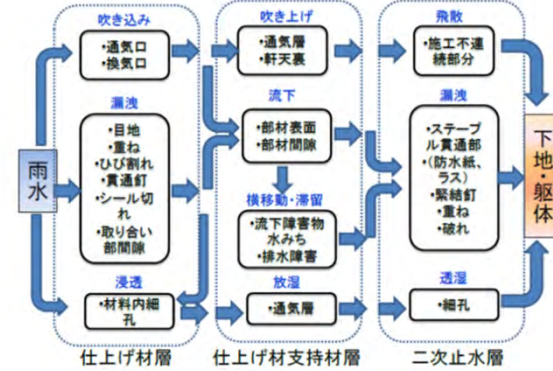 雨水
吹き込み
・通気口
・換気口
漏洩
・目地
・重ね
・ひび割れ
・貫通釘
・シール切
れ
・取り合い
部間隙
浸透
・材料内細
孔
仕上げ材層
吹き上げ
・通気層
・軒天裏
流下
・部材表面
・部材間隙
横移動・滞留
・流下障害物
水みち
・排水障害
放湿
・通気層
仕上げ材支持材層
飛散
・施工不連
続部分
漏洩
・ステープ
ル貫通部
・(防水紙、
ラス)
・緊結釘
・重ね
・破れ
透湿
・細孔
二次止水層
下地・躯体